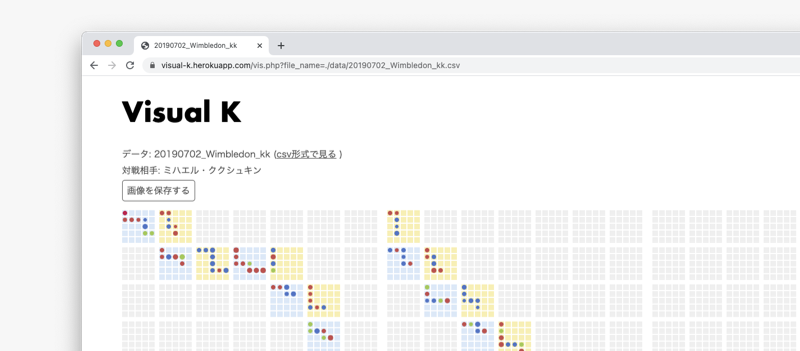 20190702_Wimbledon_kk
visual-k.herokuapp.com/vis.php?file_name=./data/20190702_Wimbledon_kk.csv
Visual K
データ: 20190702_Wimbledon_kk (csv形式で見る )
対戦相手: ミハエル・ククシュキン
画像を保存する